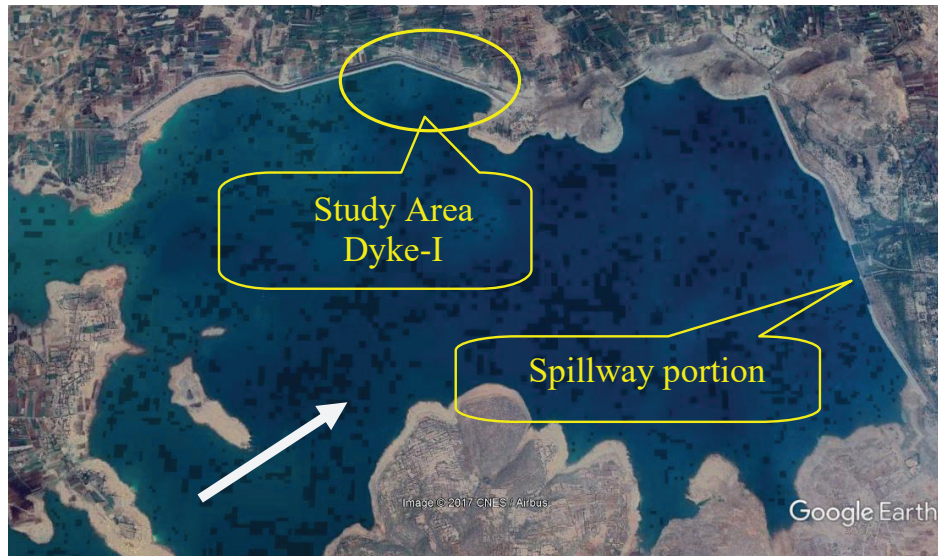 Study Area
Dyke-I
Spillway portion
Image © 2017 CNES / Airbus
Google Earth